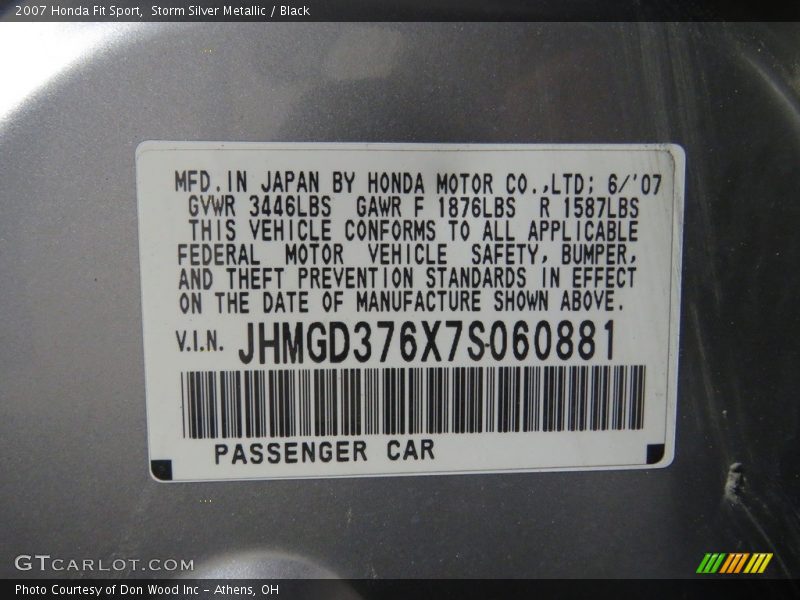 2007 Honda Fit Sport,  Storm Silver Metallic / Black
MFD. IN JAPAN BY HONDA MOTOR CO.,LTD; 6/'07
GVWR 3446LBS GAWR F 1876LBS R 1587LBS
THIS VEHICLE CONFORMS TO ALL APPLICABLE
FEDERAL MOTOR VEHICLE SAFETY, BUMPER,
AND THEFT PREVENTION STANDARDS IN EFFECT
ON THE DATE OF MANUFACTURE SHOWN ABOVE.
V.I.N. JHMGD376X7S-060881
PASSENGER CAR
GTCARLOT.COM
Photo Courtesy of Don Wood Inc - Athens, OH